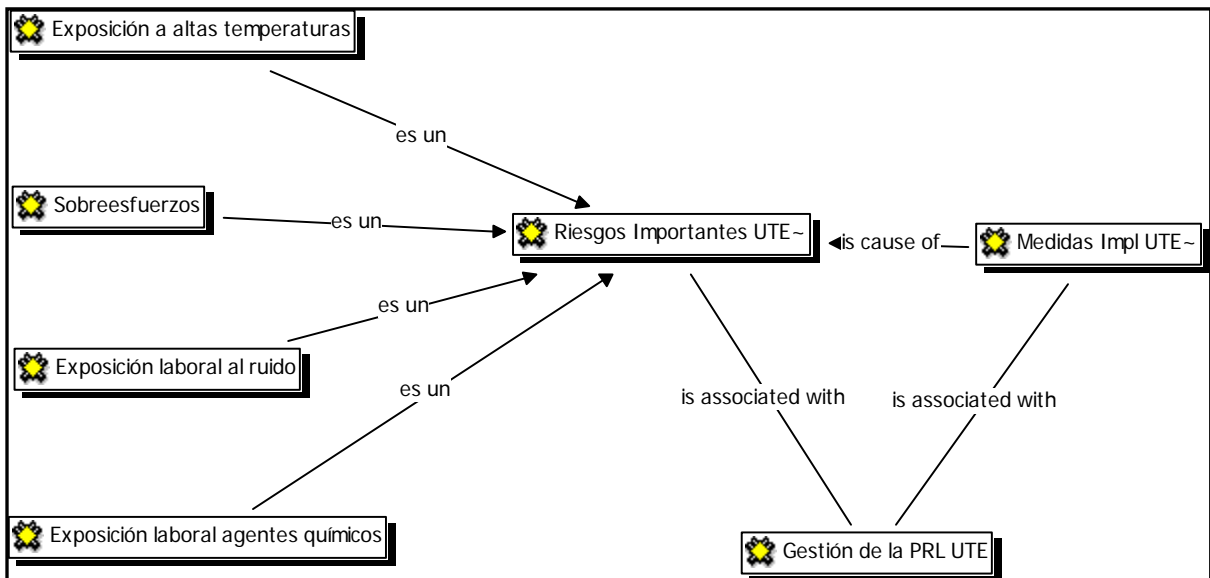 Exposición a altas temperaturas
es un
Sobreesfuerzos
es un
Riesgos Importantes UTE~
is cause of
Medidas Impl UTE~
es un
Exposición laboral al ruido
es un
is associated with
is associated with
Exposición laboral agentes químicos
Gestión de la PRL UTE